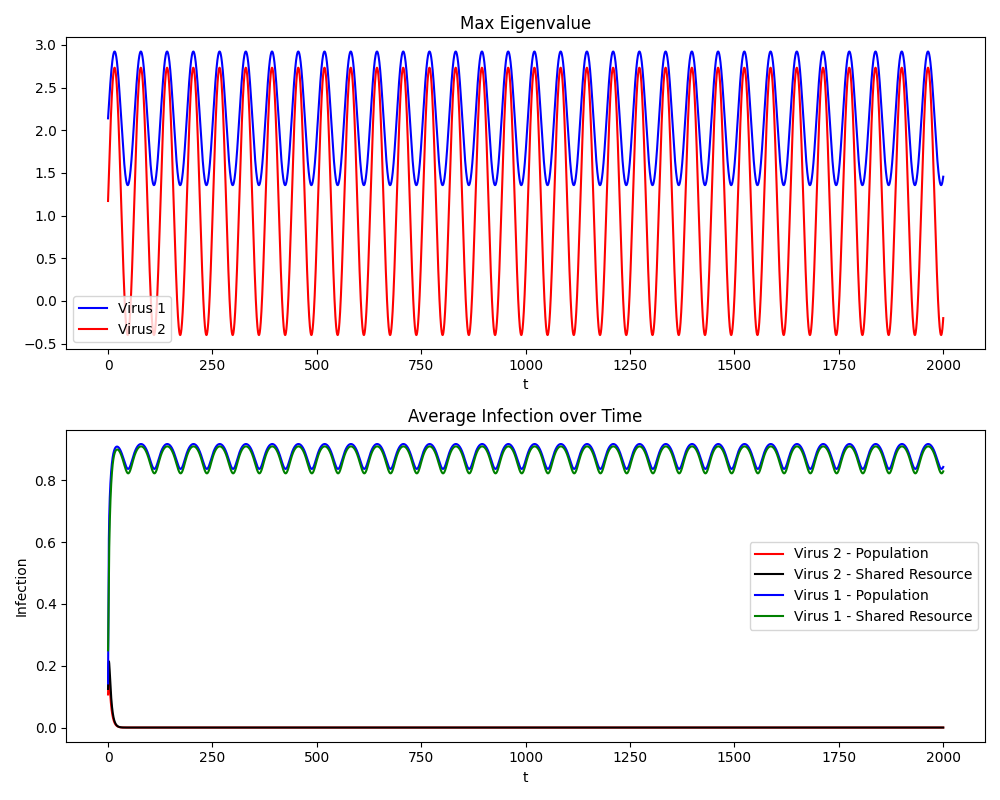 Max Eigenvalue
3.0
2.5
2.0
1.5
1.0
0.5
0.0
−0.5
Virus 1
Virus 2
0 250 500 750 1000 1250 1500 1750 2000
t
Average Infection over Time
Infection
0.8
0.6
0.4
0.2
0.0
Virus 2 - Population
Virus 2 - Shared Resource
Virus 1 - Population
Virus 1 - Shared Resource
0 250 500 750 1000 1250 1500 1750 2000
t